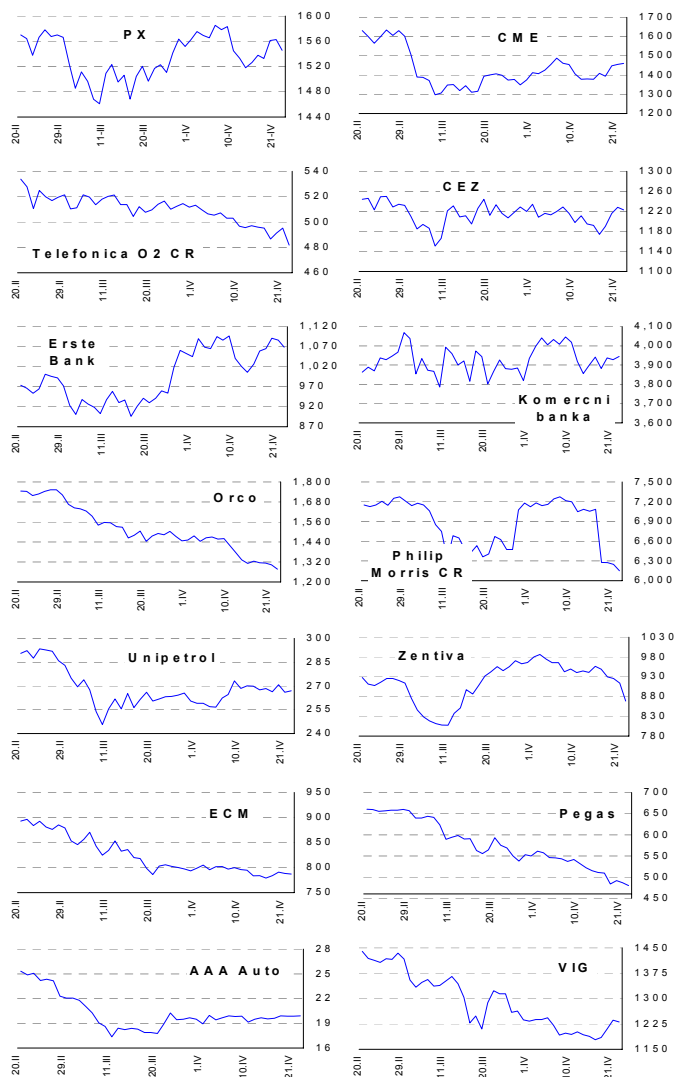 PX
1600
1560
1520
1480
1440
20-II
29-II
11-III
20-III
1-IV
10-IV
21-IV
CME
1700
1600
1500
1400
1300
1200
20.II
29.II
11.III
20.III
1.IV
10.IV
21.IV
Telefonica O2 CR
540
520
500
480
460
20.II
29.II
11.III
20.III
1.IV
10.IV
21.IV
CEZ
1300
1260
1220
1180
1140
1100
20.II
29.II
11.III
20.III
1.IV
10.IV
21.IV
Erste
Bank
1,120
1,070
1,020
970
920
870
20.II
29.II
11.III
20.III
1.IV
10.IV
21.IV
Komercni
banka
4,100
4,000
3,900
3,800
3,700
3,600
20.II
29.II
11.III
20.III
1.IV
10.IV
21.IV
Orco
1,800
1,680
1,560
1,440
1,320
1,200
20.II
29.II
11.III
20.III
1.IV
10.IV
21.IV
Philip
Morris CR
7,500
7,200
6,900
6,600
6,300
6,000
20.II
29.II
11.III
20.III
1.IV
10.IV
21.IV
Unipetrol
300
285
270
255
240
20.II
29.II
11.III
20.III
1.IV
10.IV
21.IV
Zentiva
1030
980
930
880
830
780
20.II
29.II
11.III
20.III
1.IV
10.IV
21.IV
ECM
950
900
850
800
750
20.II
29.II
11.III
20.III
1.IV
10.IV
21.IV
Pegas
700
650
600
550
500
450
20.II
29.II
11.III
20.III
1.IV
10.IV
21.IV
AAA Auto
28
25
22
19
16
20.II
29.II
11.III
20.III
1.IV
10.IV
21.IV
VIG
1450
1375
1300
1225
1150
20.II
29.II
11.III
20.III
1.IV
10.IV
21.IV